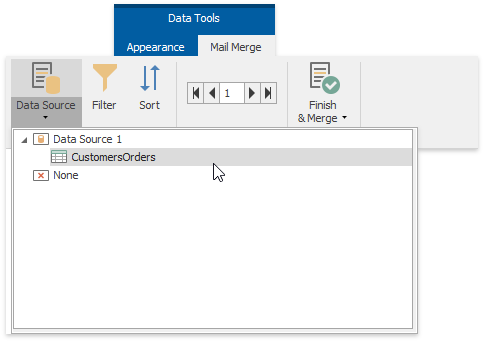 Data Tools
Appearance Mail Merge
Data Source Filter Sort 1 Finish
& Merge
Data Source 1
CustomersOrders
None